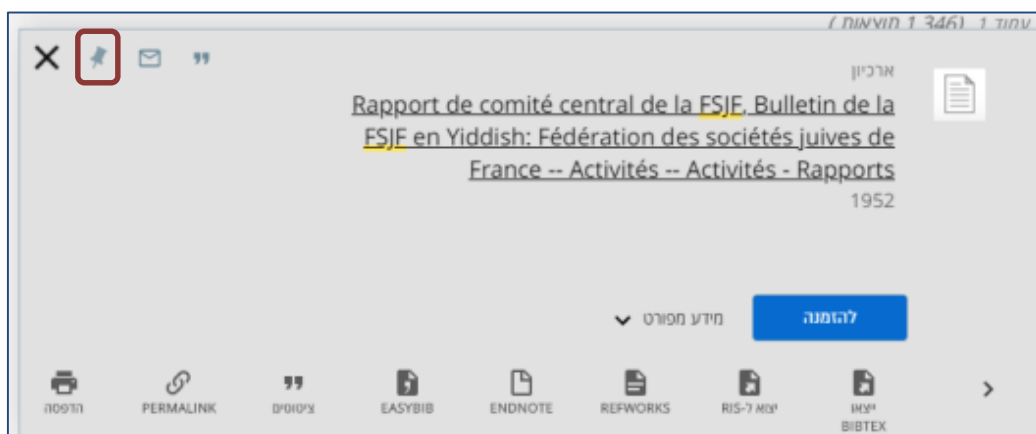 עמוד 1 (1,346 תוצאות)
ארכיון
Rapport de comité central de la FSJF, Bulletin de la
FSJF en Yiddish: Fédération des sociétés juives de
France -- Activités -- Activités - Rapports
1952
להזמנה
מידע מפורט
הדפסה
PERMALINK
ציטוטים
EASYBIB
ENDNOTE
REFWORKS
יצוא ל-RIS
ייצאו
BIBTEX